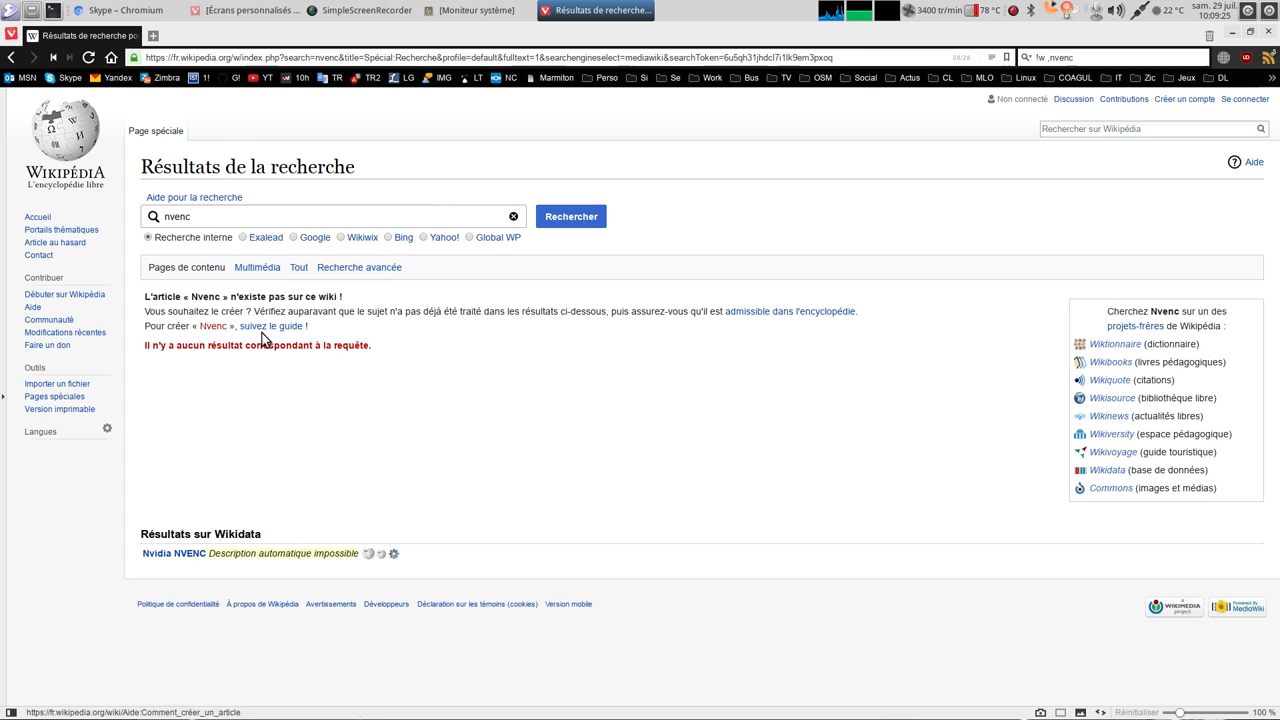 Skype – Chromium
[Écrans personnalisés ...
SimpleScreenRecorder
[Moniteur système]
Résultats de recherche...
3400 tr/min
78 °C
22 °C
sam. 29 juil.
10:09:25
Résultats de recherche po
https://fr.wikipedia.org/w/index.php?search=nvenc&title=Spécial:Recherche&profile=default&fulltext=1&searchengineselect=mediawiki&searchToken=6u5qh31jhdcl7i1lk9em3pxoq
28/28
!w ,nvenc
MSN Skype Yandex Zimbra 1! G! YT 10h TR TR2 LG IMG LT NC Marmiton Perso Si Se Work Bus TV OSM Social Actus CL MLO Linux COAGUL IT Zic Jeux DL
Non connecté Discussion Contributions Créer un compte Se connecter
Page spéciale
Rechercher sur Wikipédia
WIKIPÉDIA
L'encyclopédie libre
Résultats de la recherche
Aide
Aide pour la recherche
nvenc
Rechercher
Recherche interne Exalead Google Wikiwix Bing Yahoo! Global WP
Pages de contenu Multimédia Tout Recherche avancée
L'article « Nvenc » n'existe pas sur ce wiki !
Vous souhaitez le créer ? Vérifiez auparavant que le sujet n'a pas déjà été traité dans les résultats ci-dessous, puis assurez-vous qu'il est admissible dans l'encyclopédie.
Pour créer « Nvenc », suivez le guide !
Il n'y a aucun résultat correspondant à la requête.
Cherchez Nvenc sur un des
projets-frères de Wikipédia :
Wiktionnaire (dictionnaire)
Wikibooks (livres pédagogiques)
Wikiquote (citations)
Wikisource (bibliothèque libre)
Wikinews (actualités libres)
Wikiversity (espace pédagogique)
Wikivoyage (guide touristique)
Wikidata (base de données)
Commons (images et médias)
Accueil
Portails thématiques
Article au hasard
Contact
Contribuer
Débuter sur Wikipédia
Aide
Communauté
Modifications récentes
Faire un don
Outils
Importer un fichier
Pages spéciales
Version imprimable
Langues
Résultats sur Wikidata
Nvidia NVENC Description automatique impossible
Politique de confidentialité À propos de Wikipédia Avertissements Développeurs Déclaration sur les témoins (cookies) Version mobile
WIKIMEDIA
project
Powered By
MediaWiki
https://fr.wikipedia.org/wiki/Aide:Comment_créer_un_article
Réinitialiser
100 %